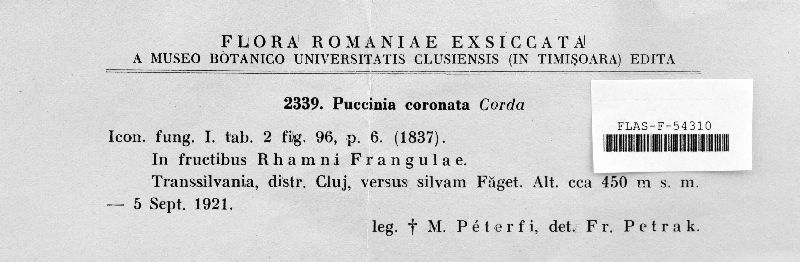 FLORA ROMANIAE EXSICCATA
A MUSEO BOTANICO UNIVERSITATIS CLUSIENSIS (IN TIMIȘOARA) EDITA
2339. Puccinia coronata Corda
FLAS-F-54310
Icon. fung. I. tab. 2 fig. 96, p. 6. (1837).
In fructibus Rhamni Frangulae.
Transsilvania, distr. Cluj, versus silvam Făget. Alt. cca 450 m s. m.
— 5 Sept. 1921.
leg. † M. Péterfi, det. Fr. Petrak.